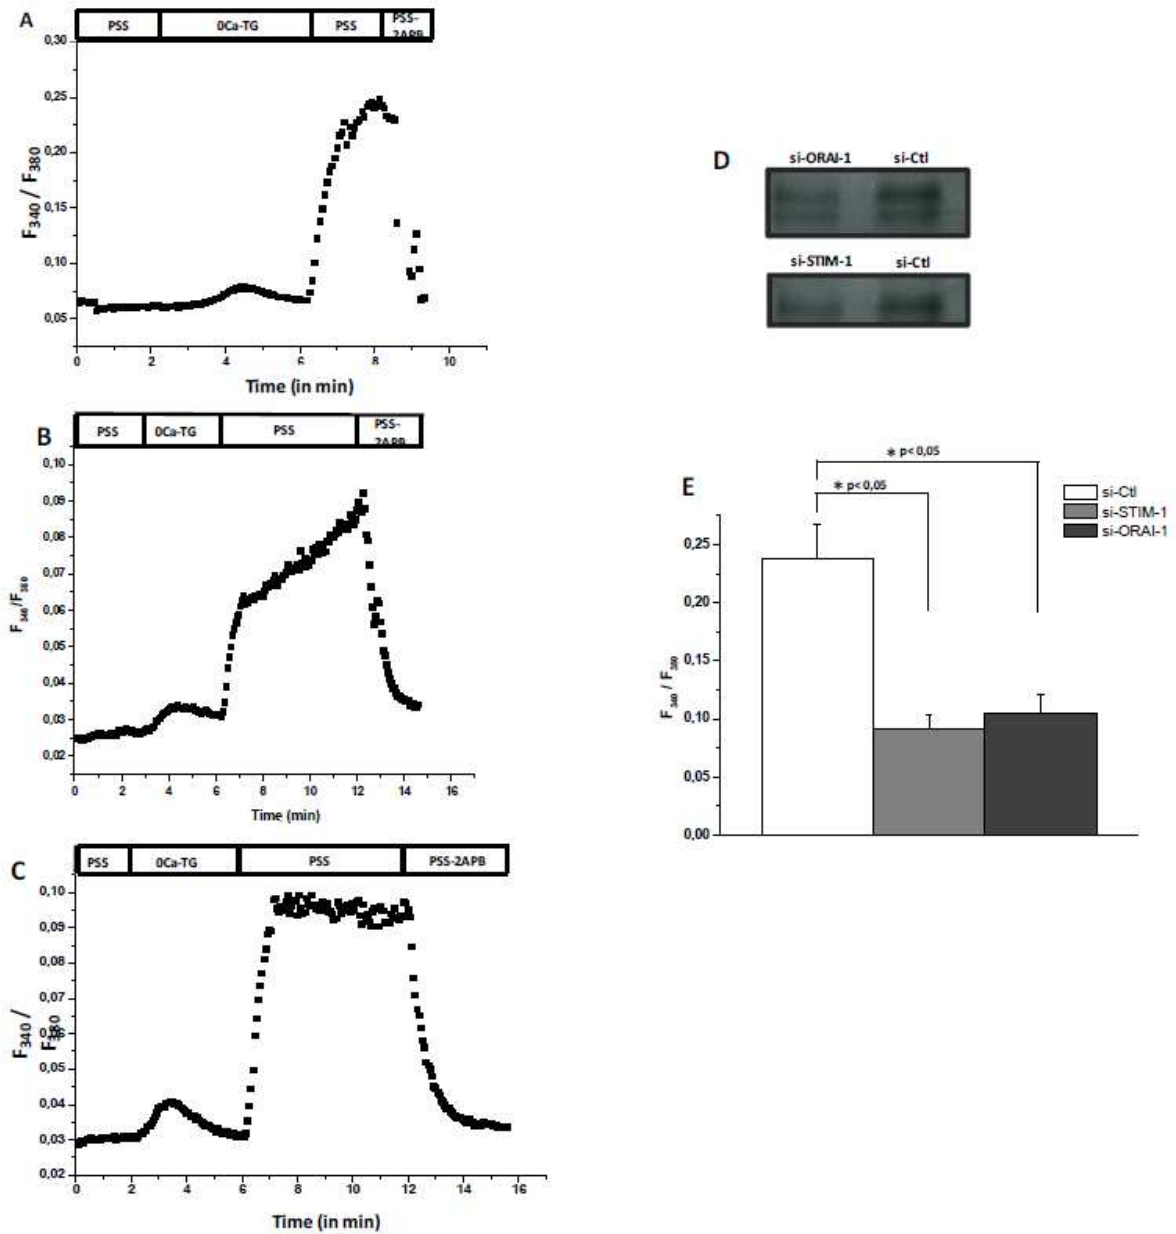 A
PSS 0Ca-TG PSS PSS-2APB
0,30
0,25
0,20
0,15
0,10
0,05
F340 / F380
0 2 4 6 8 10
Time (in min)
B
PSS 0Ca-TG PSS PSS-2APB
0,10
0,09
0,08
0,07
0,06
0,05
0,04
0,03
0,02
F340/F380
0 2 4 6 8 10 12 14 16
Time (min)
C
PSS 0Ca-TG PSS PSS-2APB
0,10
0,09
0,08
0,07
0,06
0,05
0,04
0,03
0,02
F340 / F380
0 2 4 6 8 10 12 14 16
Time (in min)
D
si-ORAI-1 si-Ctl
si-STIM-1 si-Ctl
E
* p< 0,05
* p< 0,05
si-Ctl
si-STIM-1
si-ORAI-1
0,25
0,20
0,15
0,10
0,05
0,00
F340 / F380